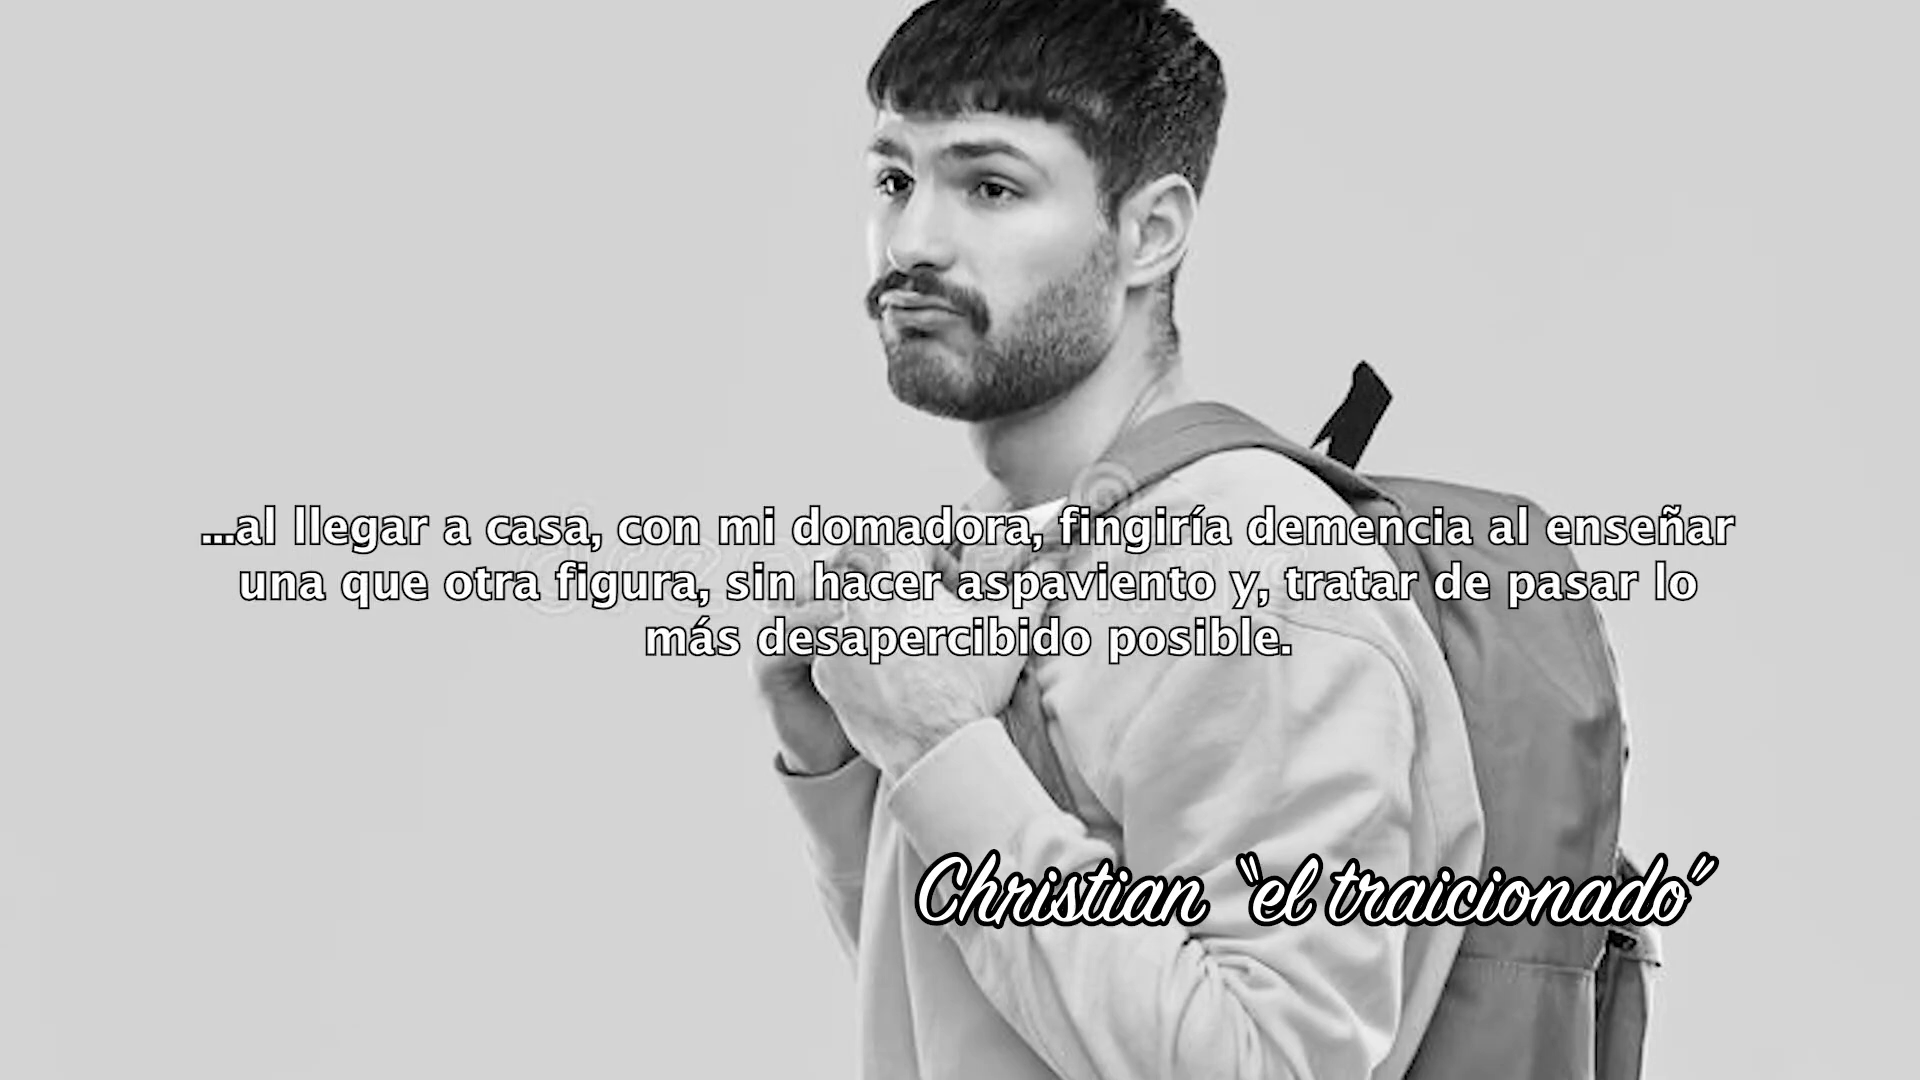 ...al llegar a casa, con mi domadora, fingiría demencia al enseñar
una que otra figura, sin hacer aspaviento y, tratar de pasar lo
más desapercibido posible.
Christian “el traicionado”